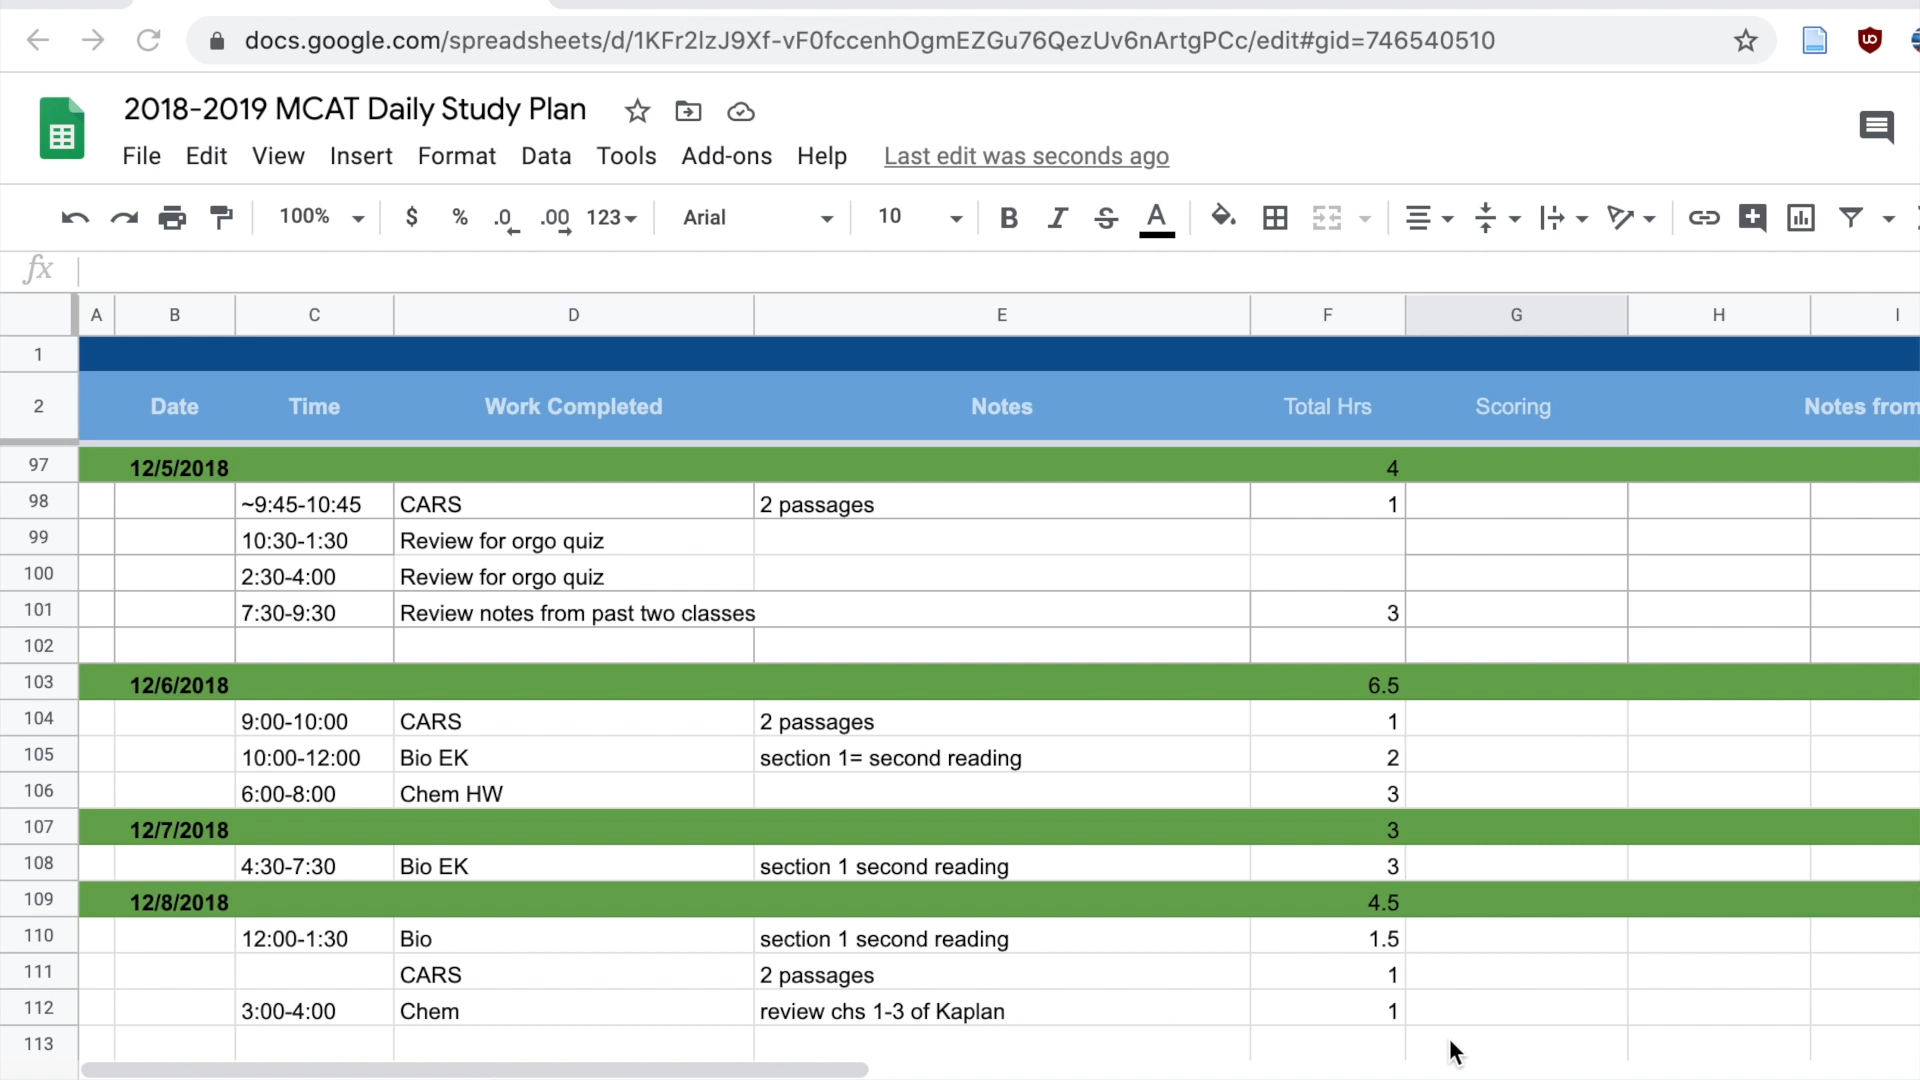 docs.google.com/spreadsheets/d/1KFr2lzJ9Xf-vF0fccenhOgmEZGu76QezUv6nArtgPCc/edit#gid=746540510
2018-2019 MCAT Daily Study Plan
File Edit View Insert Format Data Tools Add-ons Help Last edit was seconds ago
100% $ % .0 .00 123 Arial 10 B I S A
fx
A B C D E F G H I
1
2 Date Time Work Completed Notes Total Hrs Scoring Notes from
97 12/5/2018 4
98 ~9:45-10:45 CARS 2 passages 1
99 10:30-1:30 Review for orgo quiz
100 2:30-4:00 Review for orgo quiz
101 7:30-9:30 Review notes from past two classes 3
102
103 12/6/2018 6.5
104 9:00-10:00 CARS 2 passages 1
105 10:00-12:00 Bio EK section 1= second reading 2
106 6:00-8:00 Chem HW 3
107 12/7/2018 3
108 4:30-7:30 Bio EK section 1 second reading 3
109 12/8/2018 4.5
110 12:00-1:30 Bio section 1 second reading 1.5
111 CARS 2 passages 1
112 3:00-4:00 Chem review chs 1-3 of Kaplan 1
113